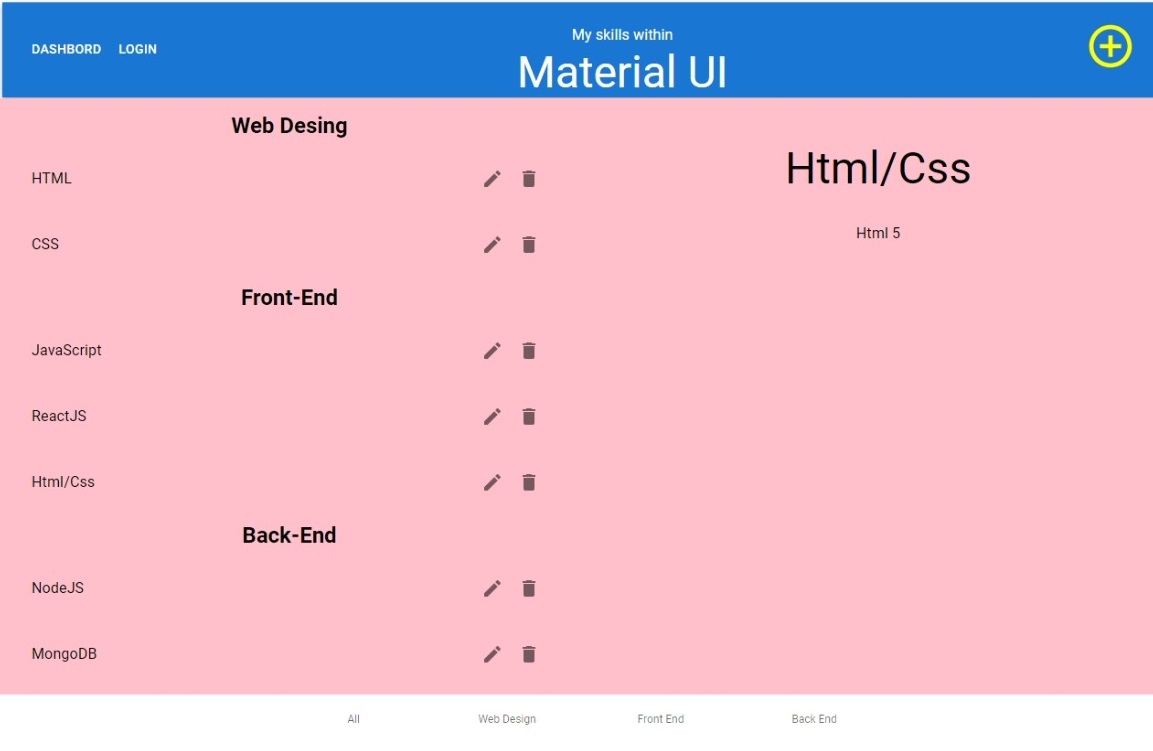 DASHBORD LOGIN
My skills within
Material UI
Web Desing
HTML
CSS
Front-End
JavaScript
ReactJS
Html/Css
Back-End
NodeJS
MongoDB
Html/Css
Html 5
All Web Design Front End Back End